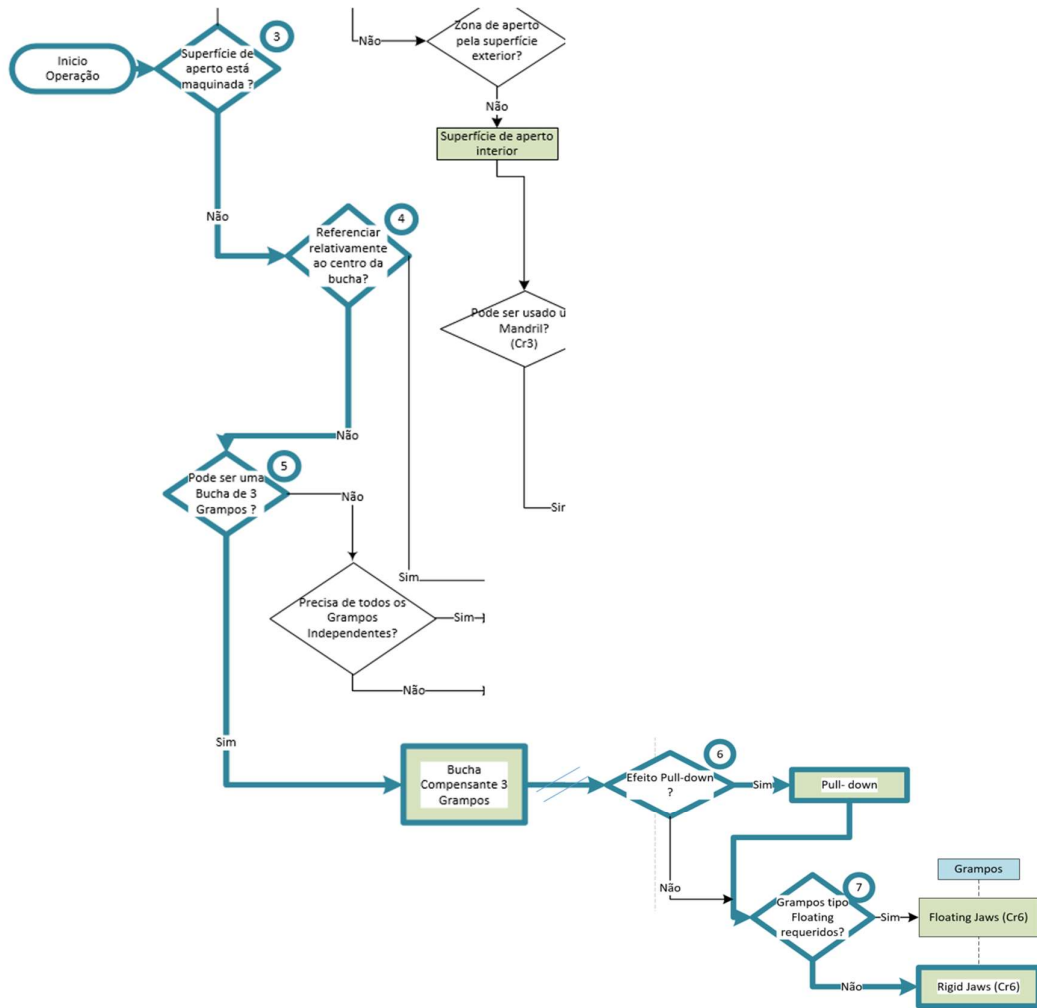 Não
Zona de aperto
pela superfície
exterior?
Não
Superfície de aperto
interior
Pode ser usado u
Mandril?
(Cr3)
Sir
Inicio
Operação
3
Superfície de
aperto está
maquinada ?
Não
4
Referenciar
relativamente
ao centro da
bucha?
Sim
Não
5
Pode ser uma
Bucha de 3
Grampos ?
Não
Precisa de todos os
Grampos
Independentes?
Sim
Não
Sim
Bucha
Compensante 3
Grampos
6
Efeito Pull-down
?
Sim
Pull- down
Não
7
Grampos tipo
Floating
requeridos?
Sim
Grampos
Floating Jaws (Cr6)
Não
Rigid Jaws (Cr6)